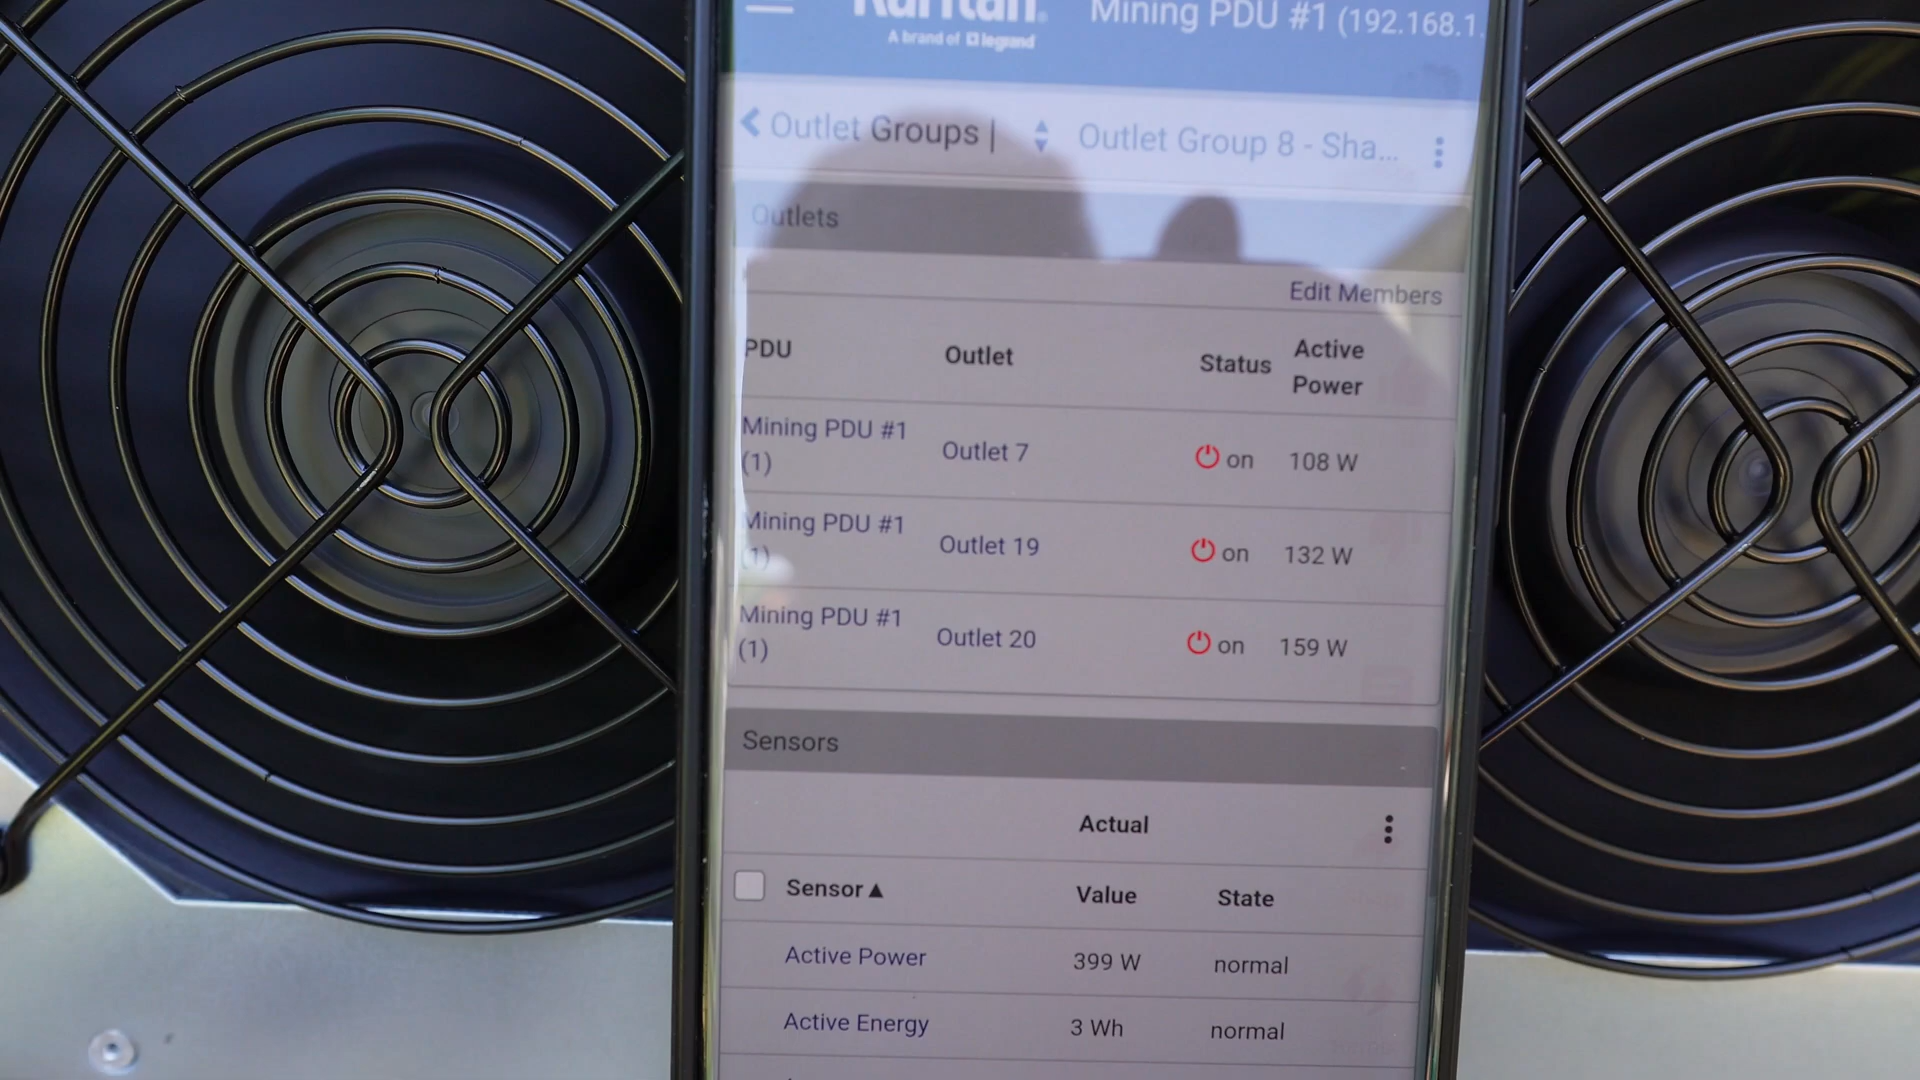 Raritan.
A brand of legrand
Mining PDU #1 (192.168.1.
Outlet Groups |
Outlet Group 8 - Sha...
Outlets
Edit Members
PDU Outlet Status Active Power
Mining PDU #1 (1) Outlet 7 on 108 W
Mining PDU #1 (1) Outlet 19 on 132 W
Mining PDU #1 (1) Outlet 20 on 159 W
Sensors
Actual
Sensor▲ Value State
Active Power 399 W normal
Active Energy 3 Wh normal